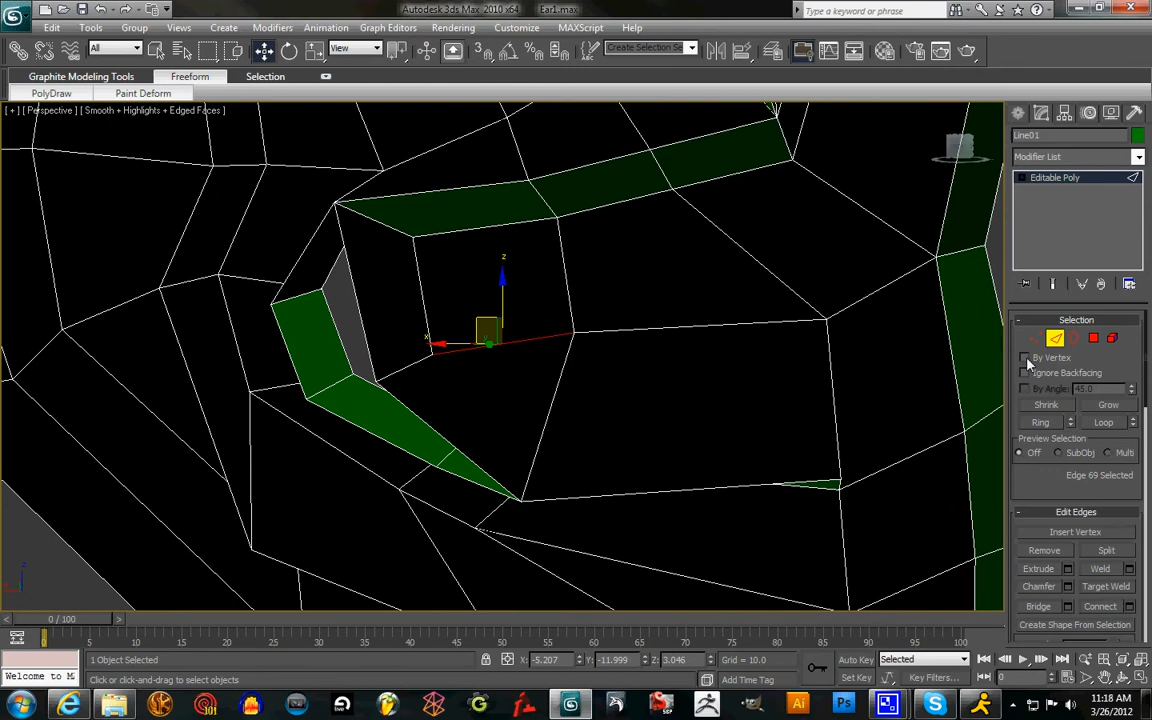 Autodesk 3ds Max 2010 x64 Ear1.max
Type a keyword or phrase
Edit Tools Group Views Create Modifiers Animation Graph Editors Rendering Customize MAXScript Help
All View Create Selection Se
Graphite Modeling Tools Freeform Selection
PolyDraw Paint Deform
[ + ] [ Perspective ] [ Smooth + Highlights + Edged Faces ]
Line01
Modifier List
Editable Poly
z
x
Selection
By Vertex
Ignore Backfacing
By Angle: 45.0
Shrink Grow
Ring Loop
Preview Selection
Off SubObj Multi
Edge 69 Selected
Edit Edges
Insert Vertex
Remove Split
Extrude Weld
Chamfer Target Weld
Bridge Connect
Create Shape From Selection
0 / 100
0 5 10 15 20 25 30 35 40 45 50 55 60 65 70 75 80 85 90 95 100
1 Object Selected X: -5.207 Y: -11.999 Z: 3.046 Grid = 10.0 Auto Key Selected
Welcome to M Click or click-and-drag to select objects Add Time Tag Set Key Key Filters... 0
11:18 AM
3/26/2012